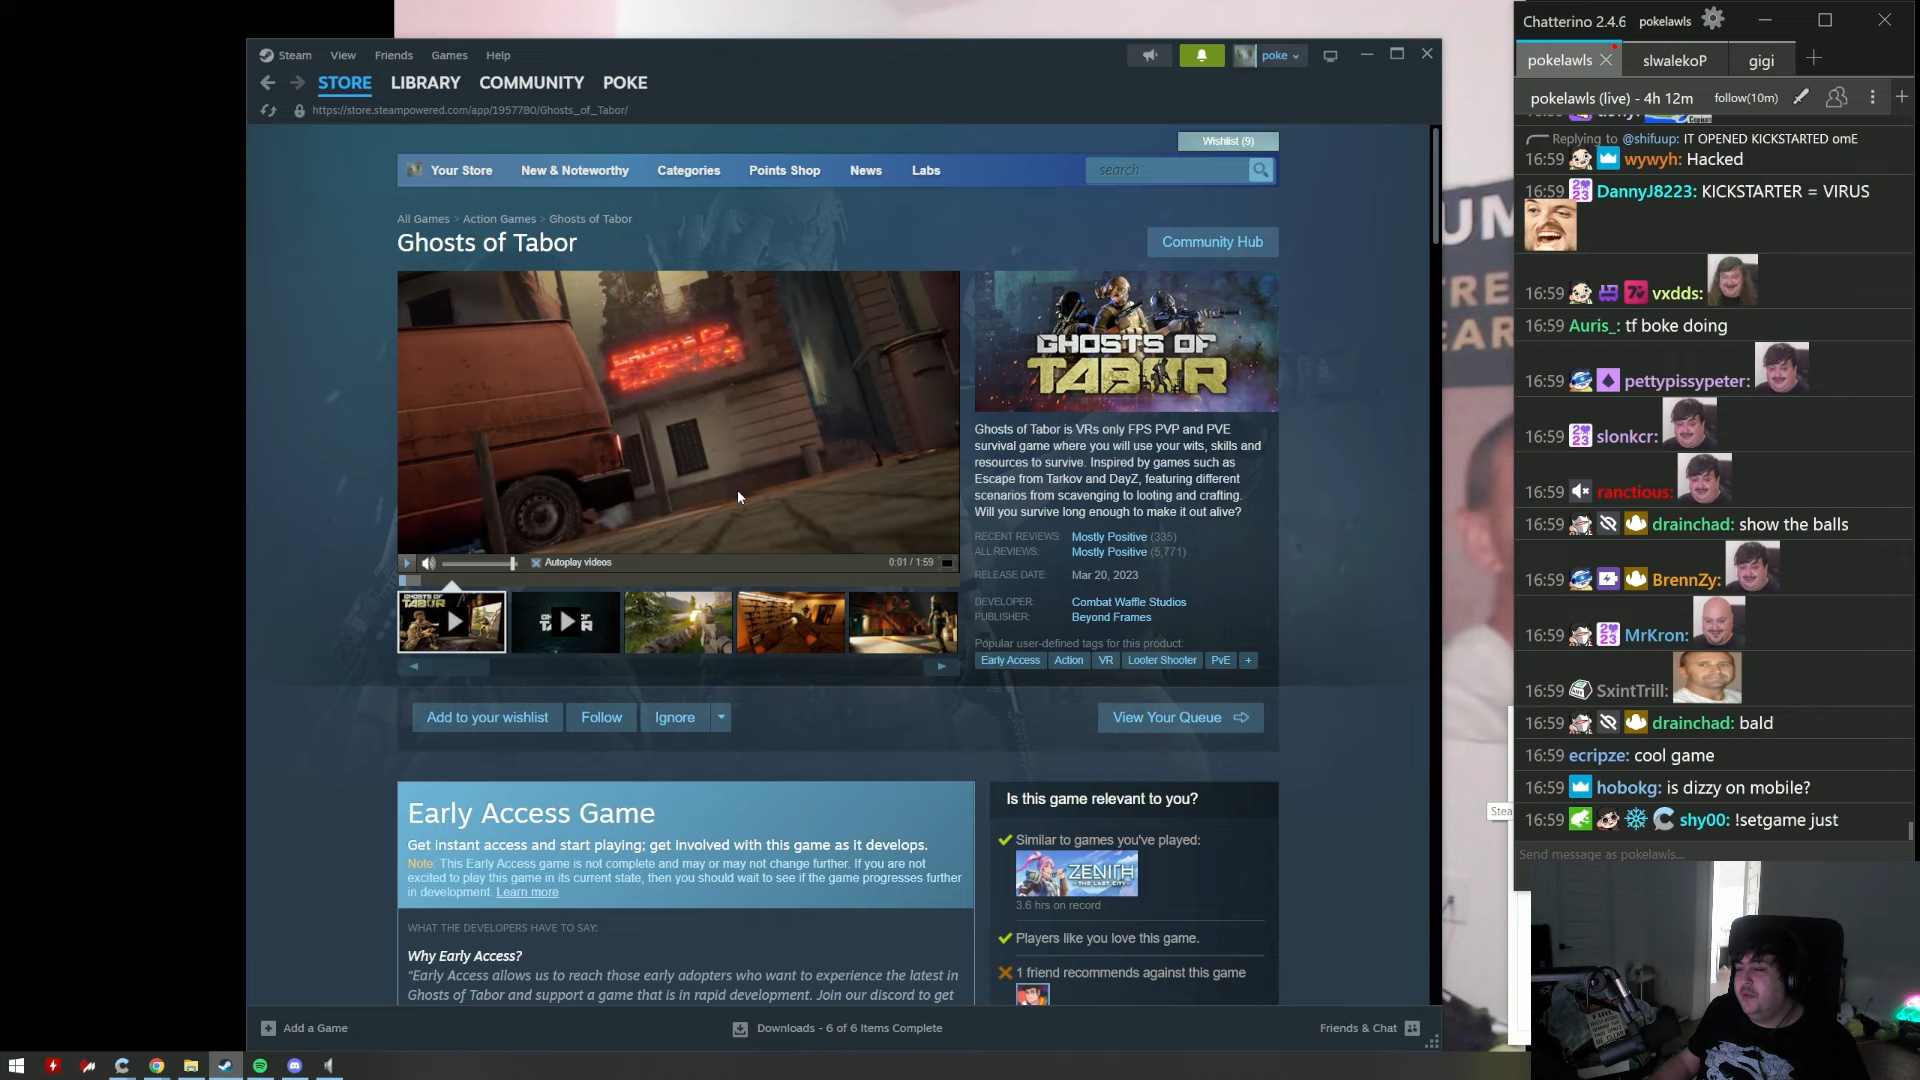 Steam View Friends Games Help
poke
STORE LIBRARY COMMUNITY POKE
https://store.steampowered.com/app/1957780/Ghosts_of_Tabor/
Wishlist (9)
Your Store New & Noteworthy Categories Points Shop News Labs
search
All Games > Action Games > Ghosts of Tabor
Ghosts of Tabor
Community Hub
GHOSTS OF
TABOR
Ghosts of Tabor is VRs only FPS PVP and PVE
survival game where you will use your wits, skills and
resources to survive. Inspired by games such as
Escape from Tarkov and DayZ, featuring different
scenarios from scavenging to looting and crafting.
Will you survive long enough to make it out alive?
RECENT REVIEWS: Mostly Positive (335)
ALL REVIEWS: Mostly Positive (5,771)
RELEASE DATE: Mar 20, 2023
DEVELOPER: Combat Waffle Studios
PUBLISHER: Beyond Frames
Popular user-defined tags for this product:
Early Access Action VR Looter Shooter PvE +
Autoplay videos
0:01 / 1:59
GHOSTS OF
TABOR
Add to your wishlist Follow Ignore
View Your Queue
Early Access Game
Get instant access and start playing; get involved with this game as it develops.
Note: This Early Access game is not complete and may or may not change further. If you are not
excited to play this game in its current state, then you should wait to see if the game progresses further
in development. Learn more
WHAT THE DEVELOPERS HAVE TO SAY:
Why Early Access?
“Early Access allows us to reach those early adopters who want to experience the latest in
Ghosts of Tabor and support a game that is in rapid development. Join our discord to get
Is this game relevant to you?
Similar to games you've played:
ZENITH
THE LAST CITY
3.6 hrs on record
Players like you love this game.
1 friend recommends against this game
Add a Game
Downloads - 6 of 6 Items Complete
Friends & Chat
Chatterino 2.4.6 pokelawls
pokelawls slwalekoP gigi
pokelawls (live) - 4h 12m follow(10m)
Replying to @shifuup: IT OPENED KICKSTARTED omE
16:59 wywyh: Hacked
16:59 DannyJ8223: KICKSTARTER = VIRUS
16:59 vxdds:
16:59 Auris_: tf boke doing
16:59 pettypissypeter:
16:59 slonkcr:
16:59 ranctious:
16:59 drainchad: show the balls
16:59 BrennZy:
16:59 MrKron:
16:59 SxintTrill:
16:59 drainchad: bald
16:59 ecripze: cool game
16:59 hobokg: is dizzy on mobile?
16:59 shy00: !setgame just
Send message as pokelawls...
Stea